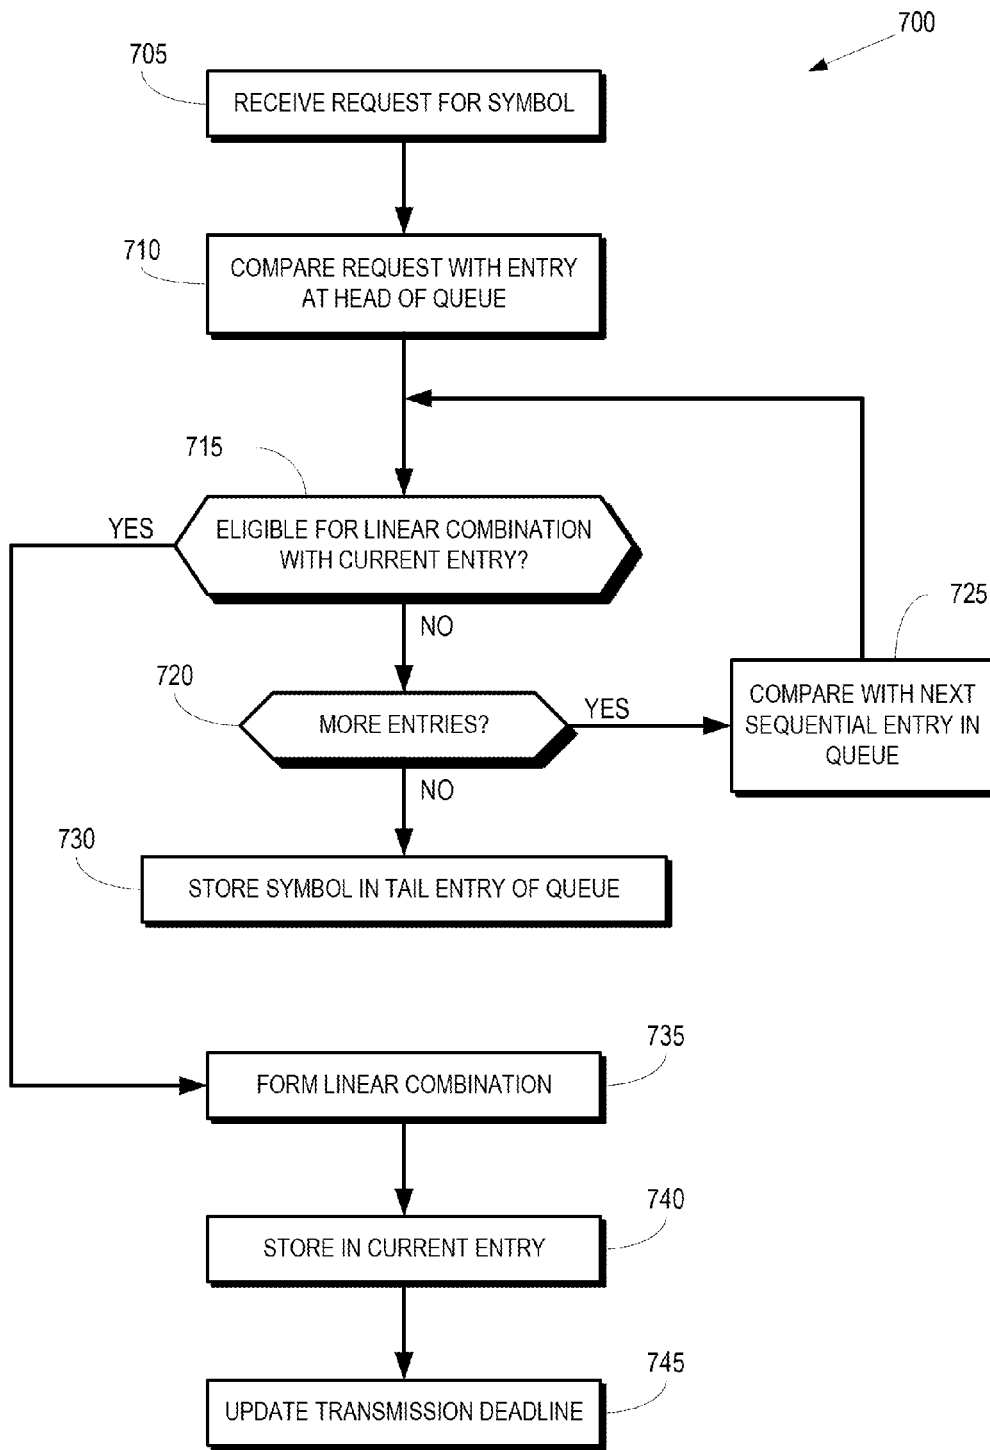 700
705
RECEIVE REQUEST FOR SYMBOL
710
COMPARE REQUEST WITH ENTRY
AT HEAD OF QUEUE
715
YES
ELIGIBLE FOR LINEAR COMBINATION
WITH CURRENT ENTRY?
NO
725
COMPARE WITH NEXT
SEQUENTIAL ENTRY IN
QUEUE
720
MORE ENTRIES?
YES
NO
730
STORE SYMBOL IN TAIL ENTRY OF QUEUE
735
FORM LINEAR COMBINATION
740
STORE IN CURRENT ENTRY
745
UPDATE TRANSMISSION DEADLINE